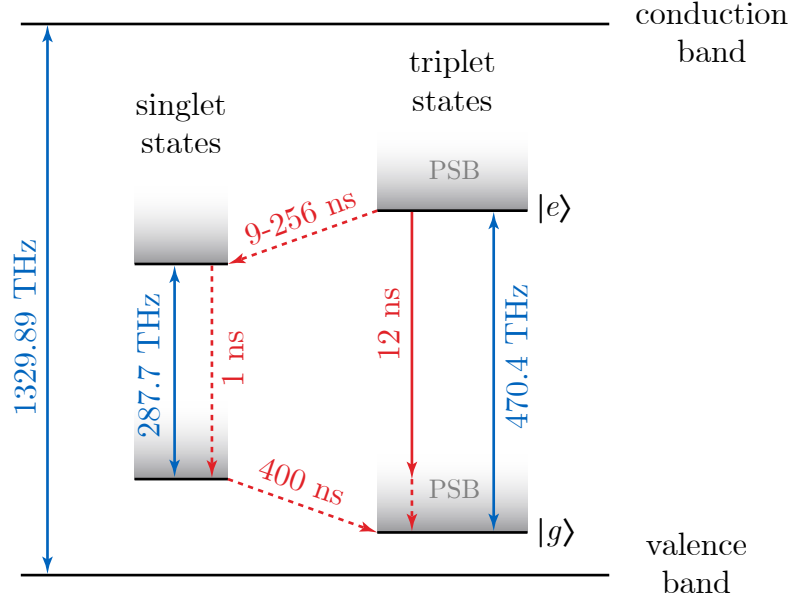 conduction
band
triplet
states
singlet
states
PSB
|e⟩
9-256 ns
1329.89 THz
287.7 THz
1 ns
12 ns
470.4 THz
400 ns
PSB
|g⟩
valence
band